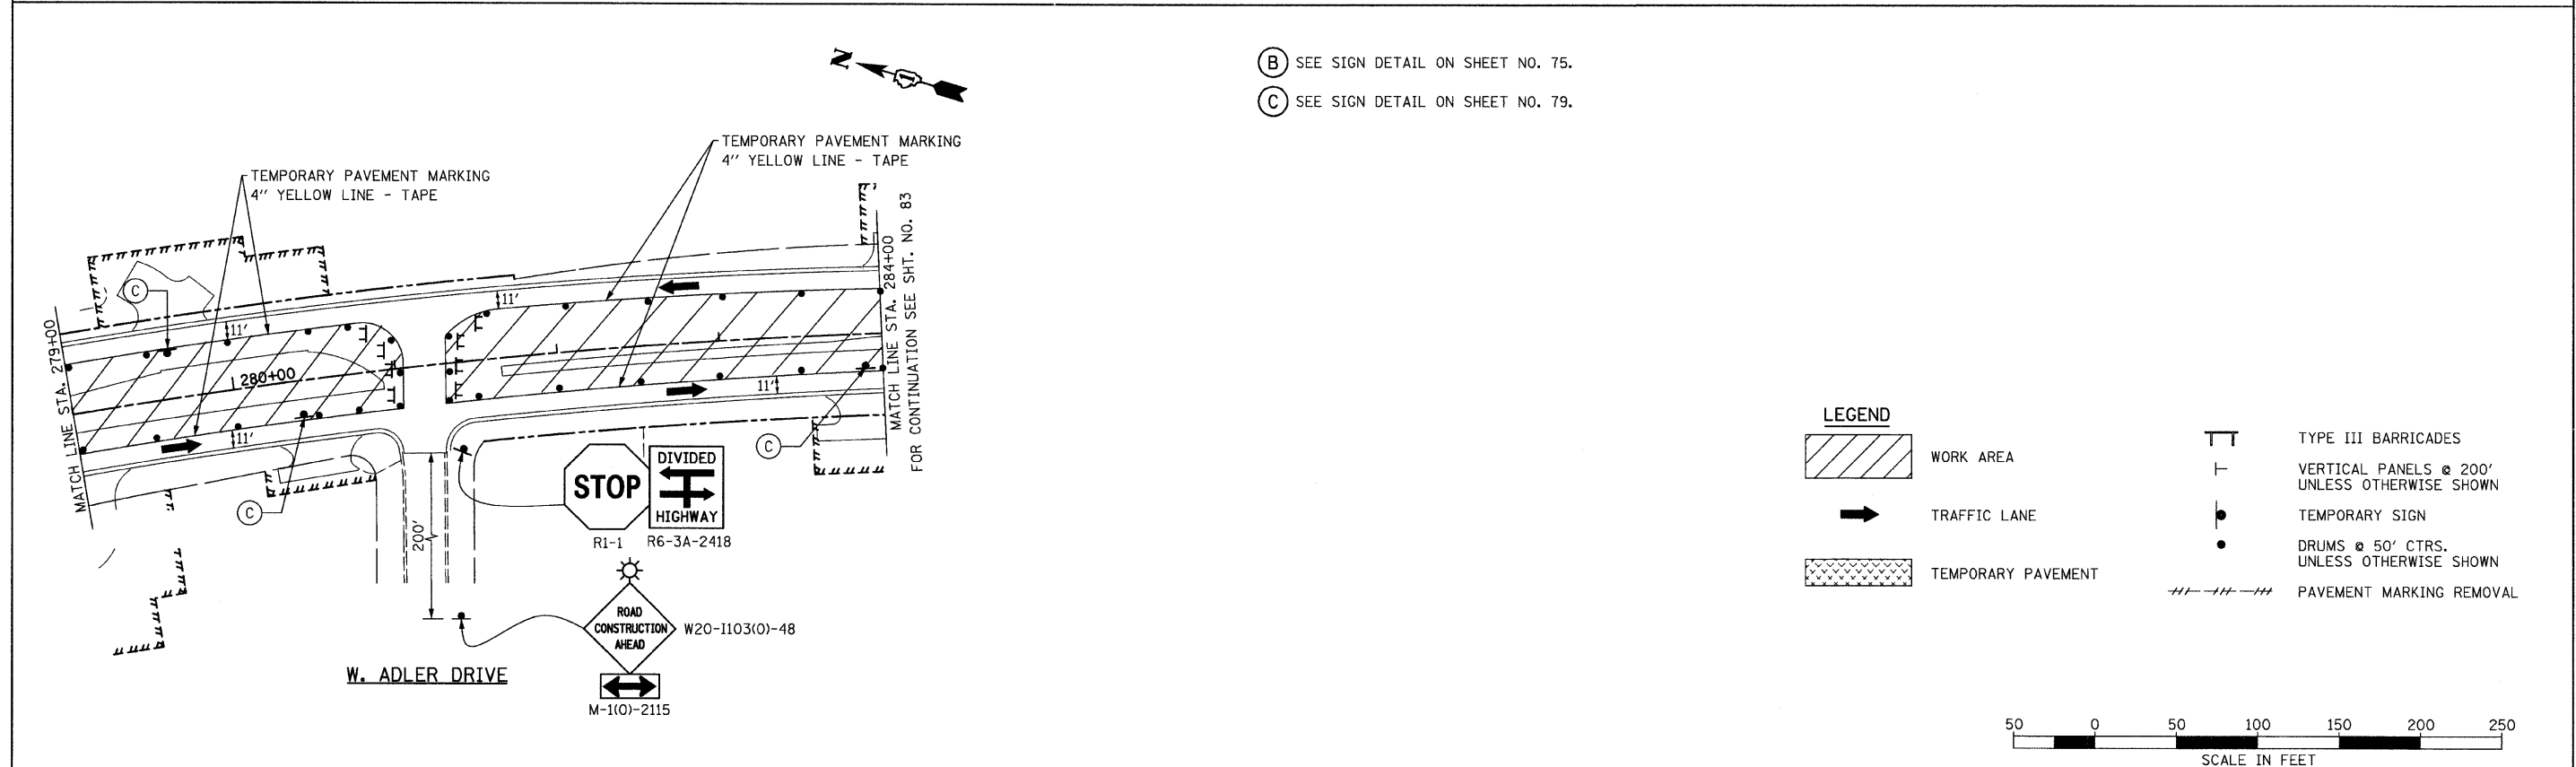 N
1
B SEE SIGN DETAIL ON SHEET NO. 75.
C SEE SIGN DETAIL ON SHEET NO. 79.
TEMPORARY PAVEMENT MARKING
4" YELLOW LINE - TAPE
TEMPORARY PAVEMENT MARKING
4" YELLOW LINE - TAPE
MATCH LINE STA. 279+00
C
11'
11'
280+00
11'
11'
C
C
MATCH LINE STA. 284+00
FOR CONTINUATION SEE SHT. NO. 83
200'
STOP
R1-1
DIVIDED
HIGHWAY
R6-3A-2418
ROAD
CONSTRUCTION
AHEAD
W20-I103(O)-48
M-1(O)-2115
W. ADLER DRIVE
LEGEND
WORK AREA
TRAFFIC LANE
TEMPORARY PAVEMENT
TYPE III BARRICADES
VERTICAL PANELS @ 200'
UNLESS OTHERWISE SHOWN
TEMPORARY SIGN
DRUMS @ 50' CTRS.
UNLESS OTHERWISE SHOWN
PAVEMENT MARKING REMOVAL
50 0 50 100 150 200 250
SCALE IN FEET